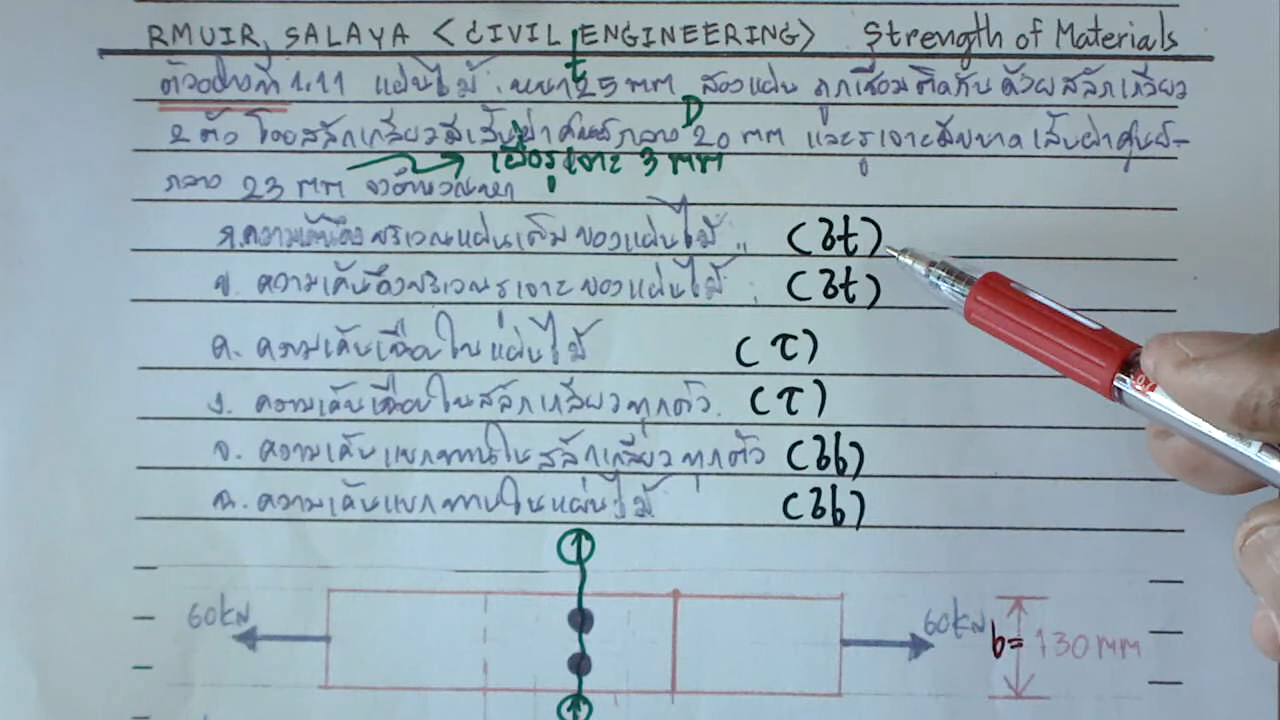 RMUIR, SALAYA <CIVIL ENGINEERING> Strength of Materials
t
ตัวอย่างที่ 1.11 แผ่นไม้ หนา 25 mm สองแผ่น ถูกเชื่อมติดกัน ด้วยสลักเกลียว
D
2 ตัว โดยสลักเกลียวมีเส้นผ่าศูนย์กลาง 20 mm และรูเจาะมีขนาดเส้นผ่าศูนย์-
เผื่อรูเจาะ 3 mm
กลาง 23 mm จงคำนวณหา
ก. ความเค้นดึงบริเวณแผ่นเต็มของแผ่นไม้ (σt)
ข. ความเค้นดึงบริเวณรูเจาะของแผ่นไม้ (σt)
ค. ความเค้นเฉือนในแผ่นไม้ (τ)
ง. ความเค้นเฉือนในสลักเกลียวทุกตัว (τ)
จ. ความเค้นแบกทานในสลักเกลียวทุกตัว (σb)
ฉ. ความเค้นแบกทานในแผ่นไม้ (σb)
60kN
60kN
b= 130 mm